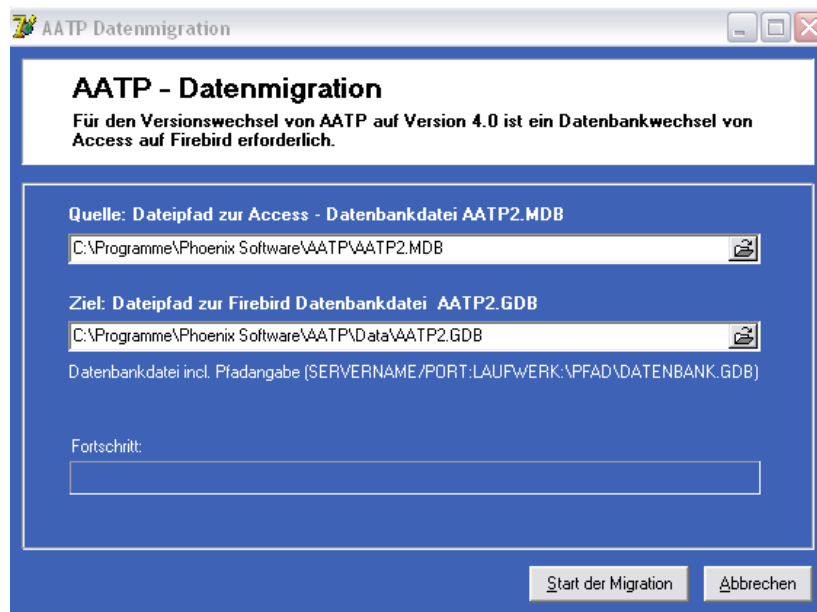 AATP Datenmigration
AATP - Datenmigration
Für den Versionswechsel von AATP auf Version 4.0 ist ein Datenbankwechsel von
Access auf Firebird erforderlich.
Quelle: Dateipfad zur Access - Datenbankdatei AATP2.MDB
C:\Programme\Phoenix Software\AATP\AATP2.MDB
Ziel: Dateipfad zur Firebird Datenbankdatei AATP2.GDB
C:\Programme\Phoenix Software\AATP\Data\AATP2.GDB
Datenbankdatei incl. Pfadangabe (SERVERNAME/PORT:LAUFWERK:\PFAD\DATENBANK.GDB)
Fortschritt:
Start der Migration
Abbrechen